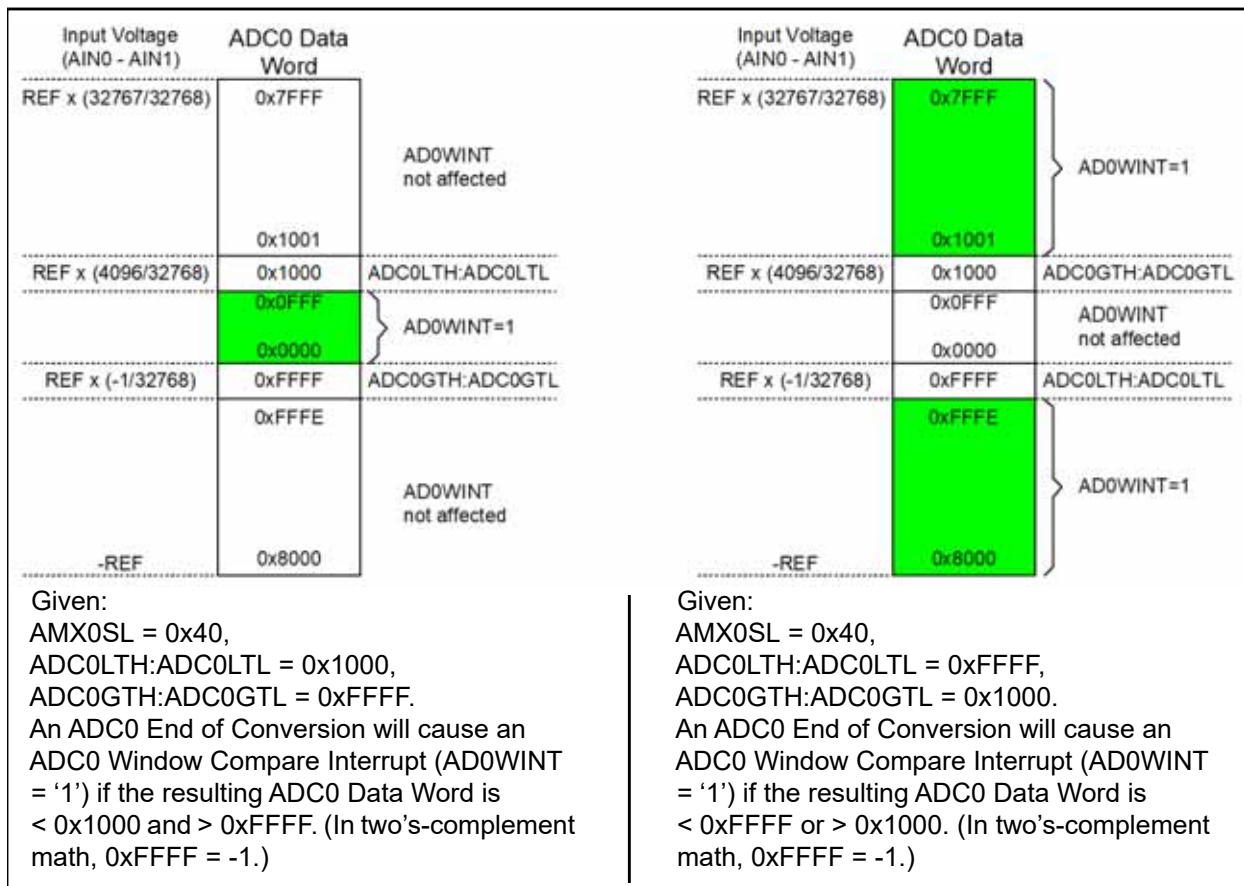 Input Voltage
(AIN0 - AIN1)
ADC0 Data
Word
REF x (32767/32768)
0x7FFF
AD0WINT
not affected
0x1001
REF x (4096/32768)
0x1000
ADC0LTH:ADC0LTL
0x0FFF
AD0WINT=1
0x0000
REF x (-1/32768)
0xFFFF
ADC0GTH:ADC0GTL
0xFFFE
AD0WINT
not affected
-REF
0x8000
Given:
AMX0SL = 0x40,
ADC0LTH:ADC0LTL = 0x1000,
ADC0GTH:ADC0GTL = 0xFFFF.
An ADC0 End of Conversion will cause an
ADC0 Window Compare Interrupt (AD0WINT
= ‘1’) if the resulting ADC0 Data Word is
< 0x1000 and > 0xFFFF. (In two’s-complement
math, 0xFFFF = -1.)
Input Voltage
(AIN0 - AIN1)
ADC0 Data
Word
REF x (32767/32768)
0x7FFF
AD0WINT=1
0x1001
REF x (4096/32768)
0x1000
ADC0GTH:ADC0GTL
0x0FFF
AD0WINT
not affected
0x0000
REF x (-1/32768)
0xFFFF
ADC0LTH:ADC0LTL
0xFFFE
AD0WINT=1
-REF
0x8000
Given:
AMX0SL = 0x40,
ADC0LTH:ADC0LTL = 0xFFFF,
ADC0GTH:ADC0GTL = 0x1000.
An ADC0 End of Conversion will cause an
ADC0 Window Compare Interrupt (AD0WINT
= ‘1’) if the resulting ADC0 Data Word is
< 0xFFFF or > 0x1000. (In two’s-complement
math, 0xFFFF = -1.)